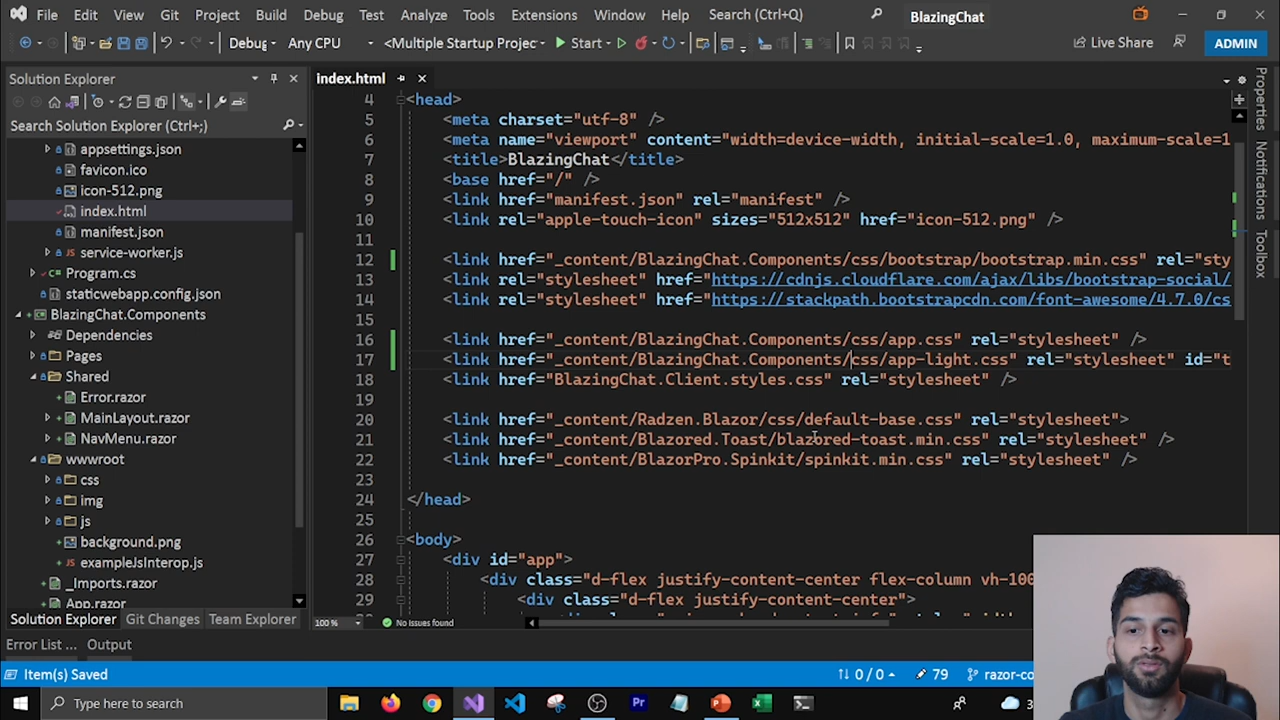 File Edit View Git Project Build Debug Test Analyze Tools Extensions Window Help Search (Ctrl+Q) BlazingChat
Debug Any CPU <Multiple Startup Projec Start Live Share ADMIN
Solution Explorer
Search Solution Explorer (Ctrl+;)
appsettings.json
favicon.ico
icon-512.png
index.html
manifest.json
service-worker.js
Program.cs
staticwebapp.config.json
BlazingChat.Components
Dependencies
Pages
Shared
Error.razor
MainLayout.razor
NavMenu.razor
wwwroot
css
img
js
background.png
exampleJsInterop.js
_Imports.razor
App.razor
Solution Explorer Git Changes Team Explorer
index.html
4 <head>
5 <meta charset="utf-8" />
6 <meta name="viewport" content="width=device-width, initial-scale=1.0, maximum-scale=1
7 <title>BlazingChat</title>
8 <base href="/" />
9 <link href="manifest.json" rel="manifest" />
10 <link rel="apple-touch-icon" sizes="512x512" href="icon-512.png" />
11
12 <link href="_content/BlazingChat.Components/css/bootstrap/bootstrap.min.css" rel="sty
13 <link rel="stylesheet" href="https://cdnjs.cloudflare.com/ajax/libs/bootstrap-social/
14 <link rel="stylesheet" href="https://stackpath.bootstrapcdn.com/font-awesome/4.7.0/cs
15
16 <link href="_content/BlazingChat.Components/css/app.css" rel="stylesheet" />
17 <link href="_content/BlazingChat.Components/css/app-light.css" rel="stylesheet" id="t
18 <link href="BlazingChat.Client.styles.css" rel="stylesheet" />
19
20 <link href="_content/Radzen.Blazor/css/default-base.css" rel="stylesheet">
21 <link href="_content/Blazored.Toast/blazored-toast.min.css" rel="stylesheet" />
22 <link href="_content/BlazorPro.Spinkit/spinkit.min.css" rel="stylesheet" />
23
24 </head>
25
26 <body>
27 <div id="app">
28 <div class="d-flex justify-content-center flex-column vh-100
29 <div class="d-flex justify-content-center">
100 % No issues found
Properties
Notifications
Toolbox
Error List ... Output
Item(s) Saved 0 / 0 79 razor-co
Type here to search